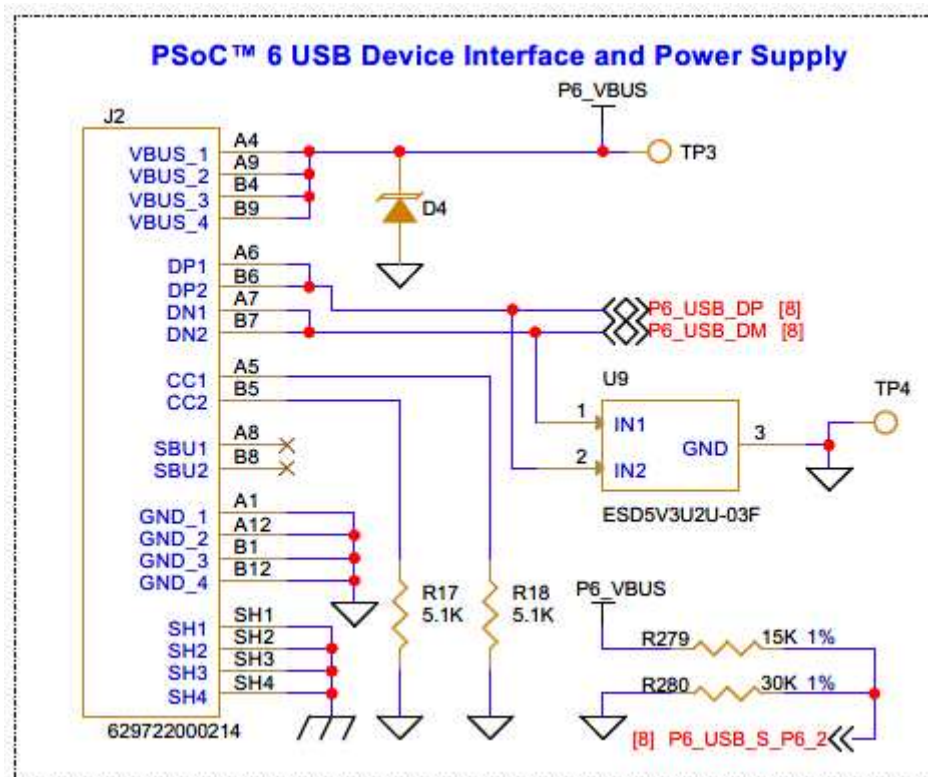 PSoC™ 6 USB Device Interface and Power Supply
P6_VBUS
J2
VBUS_1 A4
TP3
VBUS_2 A9
VBUS_3 B4
VBUS_4 B9
D4
DP1 A6
DP2 B6
DN1 A7
DN2 B7
P6_USB_DP [8]
P6_USB_DM [8]
CC1 A5
CC2 B5
U9
TP4
1 IN1
GND 3
2 IN2
ESD5V3U2U-03F
SBU1 A8
SBU2 B8
GND_1 A1
GND_2 A12
GND_3 B1
GND_4 B12
R17
5.1K
R18
5.1K
P6_VBUS
SH1 SH1
SH2 SH2
SH3 SH3
SH4 SH4
R279 15K 1%
R280 30K 1%
629722000214
[8] P6_USB_S_P6_2